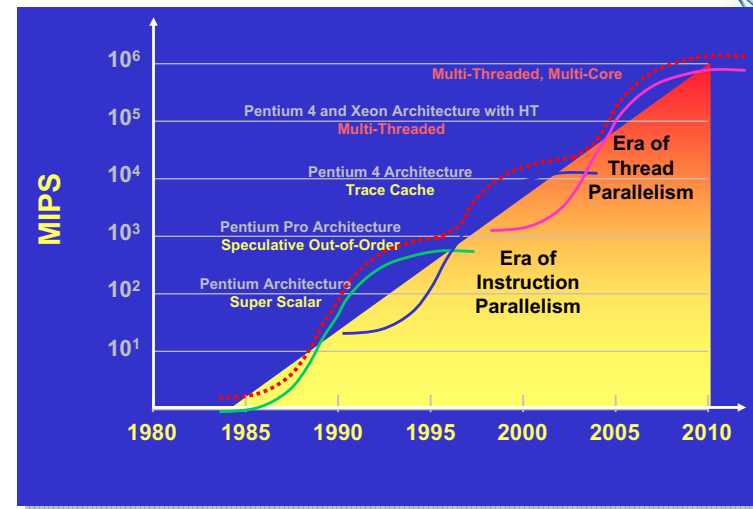 10⁶
Multi-Threaded, Multi-Core
10⁵
Pentium 4 and Xeon Architecture with HT
Multi-Threaded
Era of
Thread
Parallelism
10⁴
Pentium 4 Architecture
Trace Cache
MIPS
10³
Pentium Pro Architecture
Speculative Out-of-Order
Era of
Instruction
Parallelism
10²
Pentium Architecture
Super Scalar
10¹
1980 1985 1990 1995 2000 2005 2010